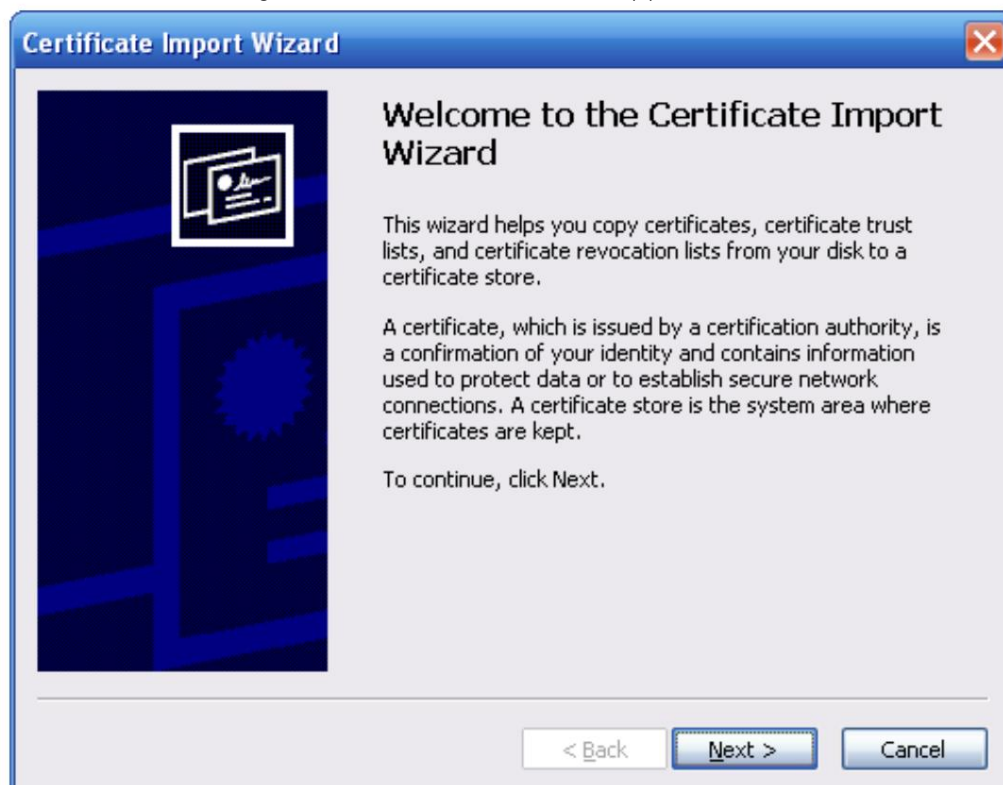 Certificate Import Wizard
Welcome to the Certificate Import
Wizard
This wizard helps you copy certificates, certificate trust
lists, and certificate revocation lists from your disk to a
certificate store.
A certificate, which is issued by a certification authority, is
a confirmation of your identity and contains information
used to protect data or to establish secure network
connections. A certificate store is the system area where
certificates are kept.
To continue, click Next.
< Back Next > Cancel